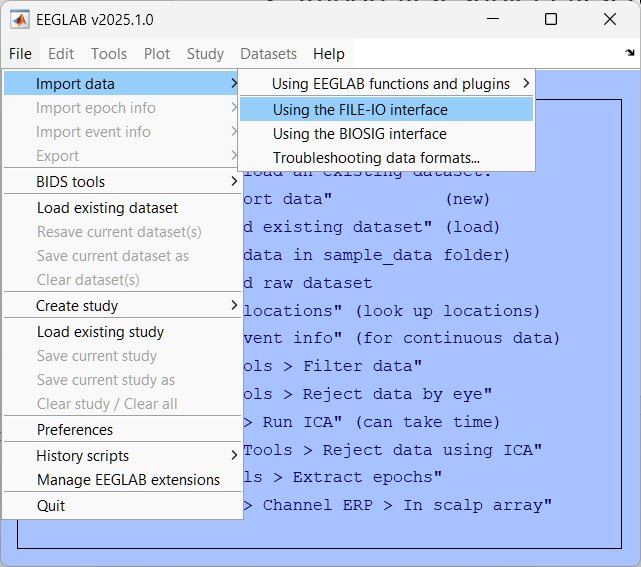 EEGLAB v2025.1.0
File Edit Tools Plot Study Datasets Help
Import data
Import epoch info
Import event info
Export
BIDS tools
Load existing dataset
Resave current dataset(s)
Save current dataset as
Clear dataset(s)
Create study
Load existing study
Save current study
Save current study as
Clear study / Clear all
Preferences
History scripts
Manage EEGLAB extensions
Quit
Using EEGLAB functions and plugins
Using the FILE-IO interface
Using the BIOSIG interface
Troubleshooting data formats...
load an existing dataset:
ort data" (new)
d existing dataset" (load)
data in sample_data folder)
d raw dataset
locations" (look up locations)
vent info" (for continuous data)
ols > Filter data"
ols > Reject data by eye"
> Run ICA" (can take time)
Tools > Reject data using ICA"
ls > Extract epochs"
> Channel ERP > In scalp array"